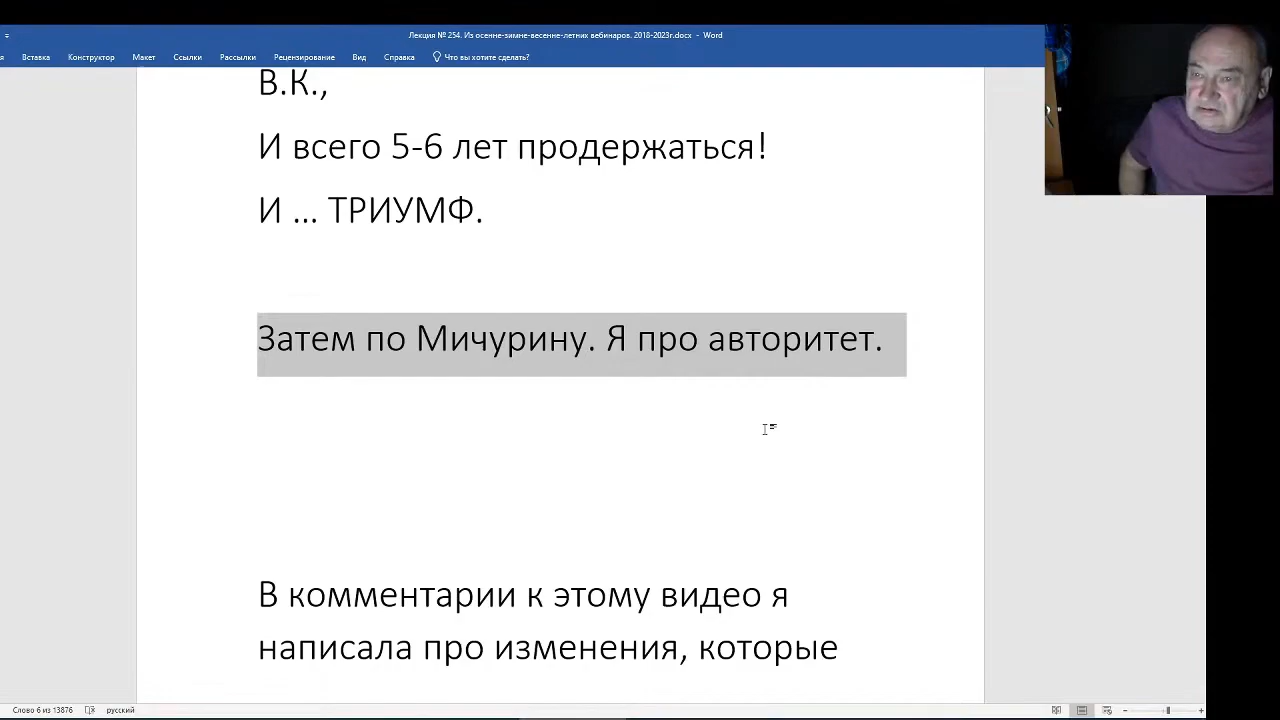 Лекция № 254. Из осенне-зимне-весенне-летних вебинаров. 2018-2023г.docx - Word
я Вставка Конструктор Макет Ссылки Рассылки Рецензирование Вид Справка Что вы хотите сделать?
В.К.,
И всего 5-6 лет продержаться!
И ... ТРИУМФ.
Затем по Мичурину. Я про авторитет.
В комментарии к этому видео я
написала про изменения, которые
Слово 6 из 13876 русский